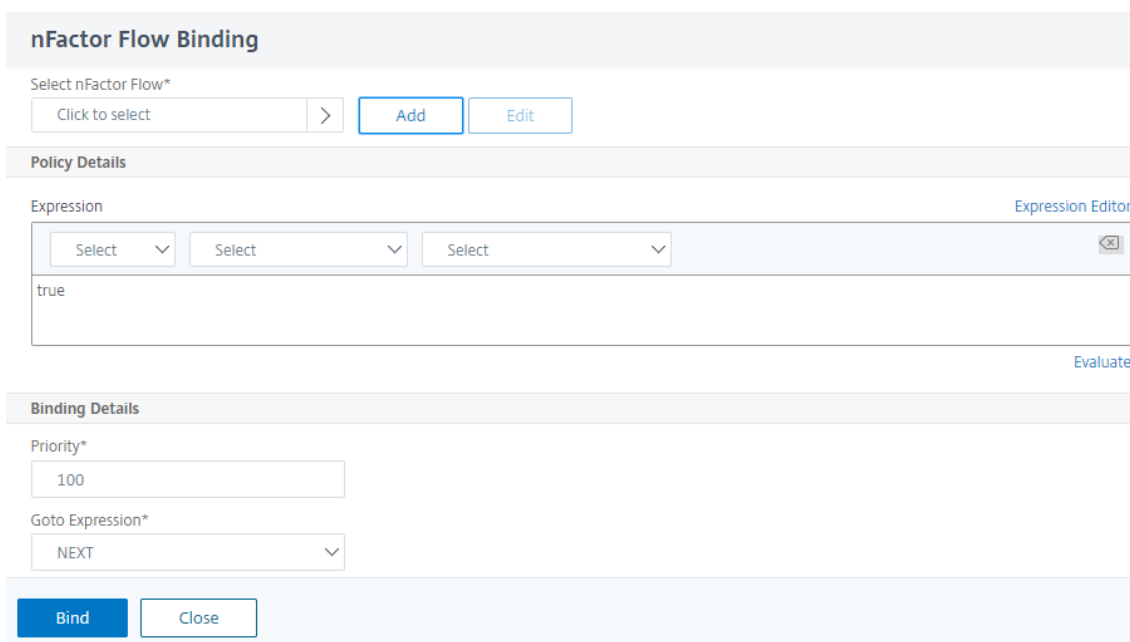 nFactor Flow Binding
Select nFactor Flow*
Click to select Add Edit
Policy Details
Expression Expression Editor
Select Select Select
true
Evaluate
Binding Details
Priority*
100
Goto Expression*
NEXT
Bind Close